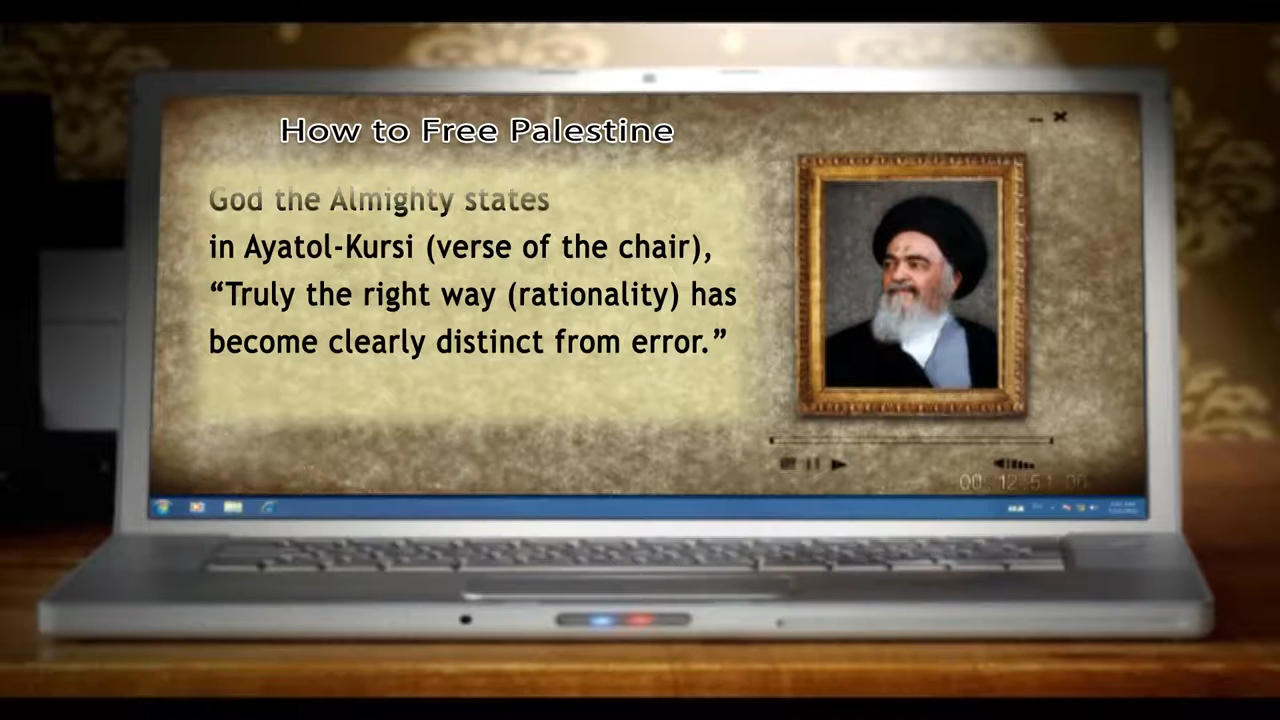 How to Free Palestine
God the Almighty states
in Ayatol-Kursi (verse of the chair),
“Truly the right way (rationality) has
become clearly distinct from error.”